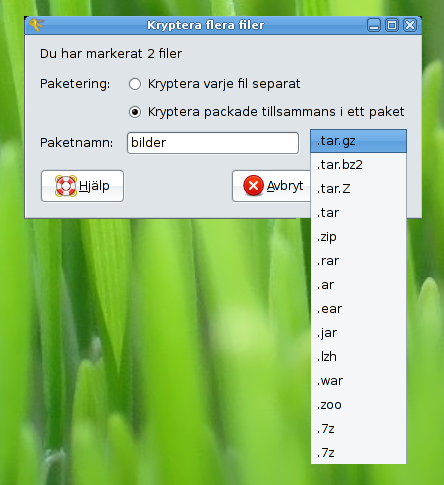 Kryptera flera filer
Du har markerat 2 filer
Paketering:
Kryptera varje fil separat
Kryptera packade tillsammans i ett paket
Paketnamn:
bilder
.tar.gz
.tar.bz2
.tar.Z
.tar
.zip
.rar
.ar
.ear
.jar
.lzh
.war
.zoo
.7z
.7z
Hjälp
Avbryt